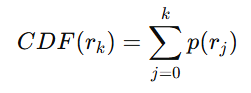 $CDF(r_k) = \sum_{j=0}^{k} p(r_j)$